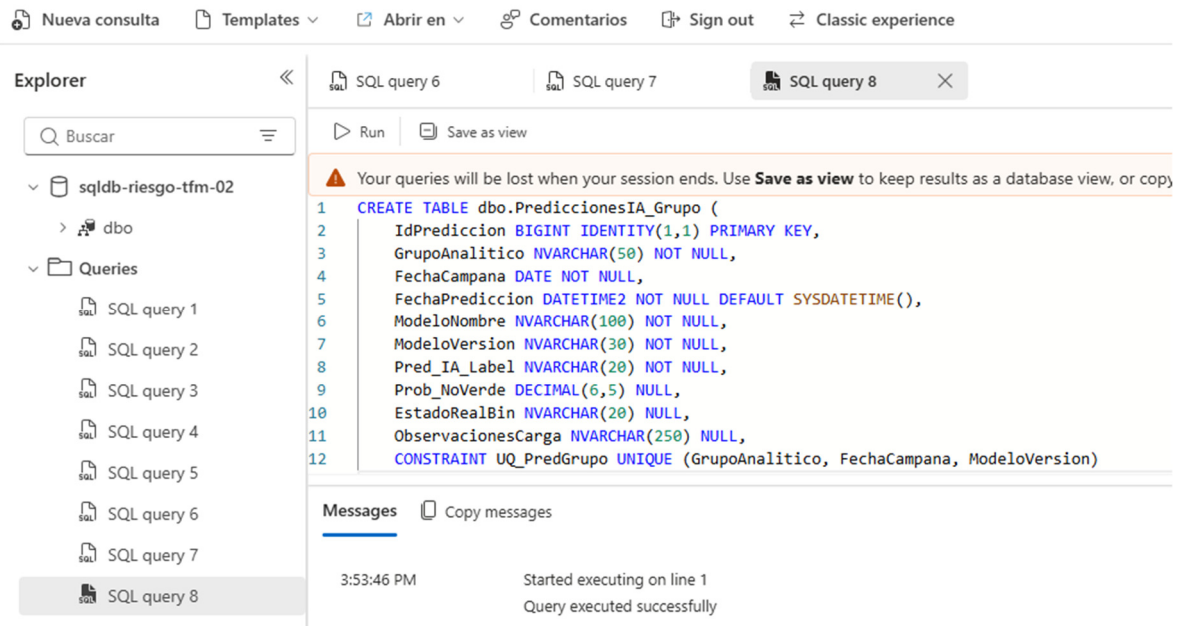 Nueva consulta Templates Abrir en Comentarios Sign out Classic experience
Explorer
Buscar
sqldb-riesgo-tfm-02
dbo
Queries
SQL query 1
SQL query 2
SQL query 3
SQL query 4
SQL query 5
SQL query 6
SQL query 7
SQL query 8
SQL query 6 SQL query 7 SQL query 8
Run Save as view
Your queries will be lost when your session ends. Use Save as view to keep results as a database view, or copy
1 CREATE TABLE dbo.PrediccionesIA_Grupo (
2 IdPrediccion BIGINT IDENTITY(1,1) PRIMARY KEY,
3 GrupoAnalitico NVARCHAR(50) NOT NULL,
4 FechaCampana DATE NOT NULL,
5 FechaPrediccion DATETIME2 NOT NULL DEFAULT SYSDATETIME(),
6 ModeloNombre NVARCHAR(100) NOT NULL,
7 ModeloVersion NVARCHAR(30) NOT NULL,
8 Pred_IA_Label NVARCHAR(20) NOT NULL,
9 Prob_NoVerde DECIMAL(6,5) NULL,
10 EstadoRealBin NVARCHAR(20) NULL,
11 ObservacionesCarga NVARCHAR(250) NULL,
12 CONSTRAINT UQ_PredGrupo UNIQUE (GrupoAnalitico, FechaCampana, ModeloVersion)
Messages Copy messages
3:53:46 PM Started executing on line 1
Query executed successfully